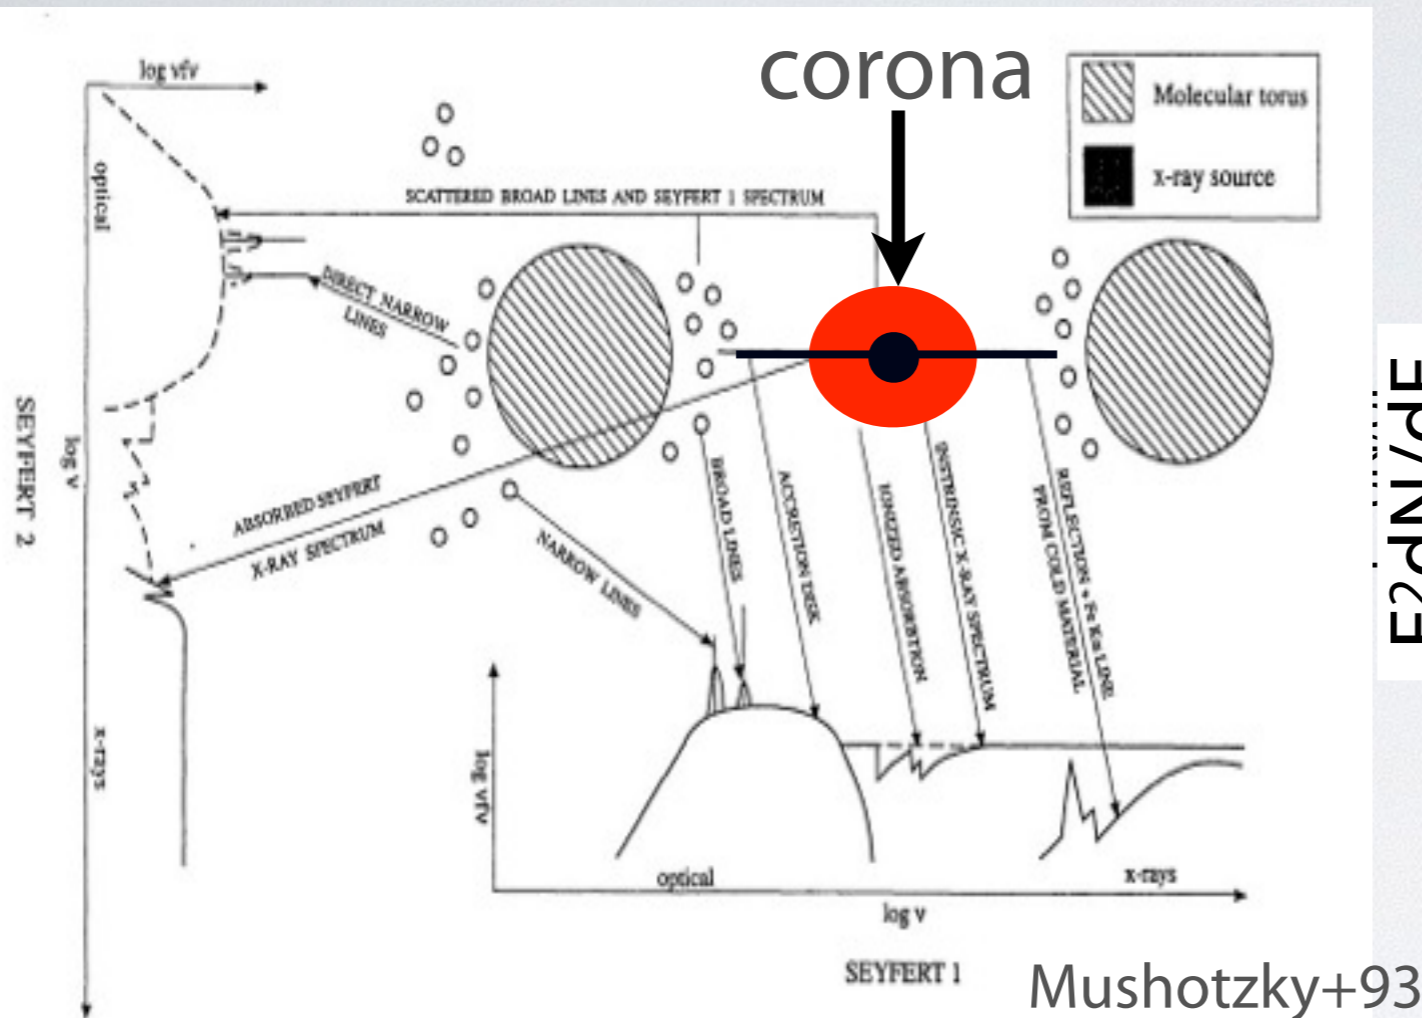 corona
Molecular torus
x-ray source
log νfν
optical
SCATTERED BROAD LINES AND SEYFERT 1 SPECTRUM
DIRECT NARROW
LINES
SEYFERT 2
log ν
ABSORBED SEYFERT
X-RAY SPECTRUM
NARROW LINES
BROAD LINES
ACCRETION DISK
IONIZED ABSORBTION
INSTRINSIC X-RAY SPECTRUM
REFLECTION + Fe Kα LINE
FROM COLD MATERIAL
x-rays
log νfν
optical
x-rays
log ν
SEYFERT 1
Mushotzky+93
E2dN/dE